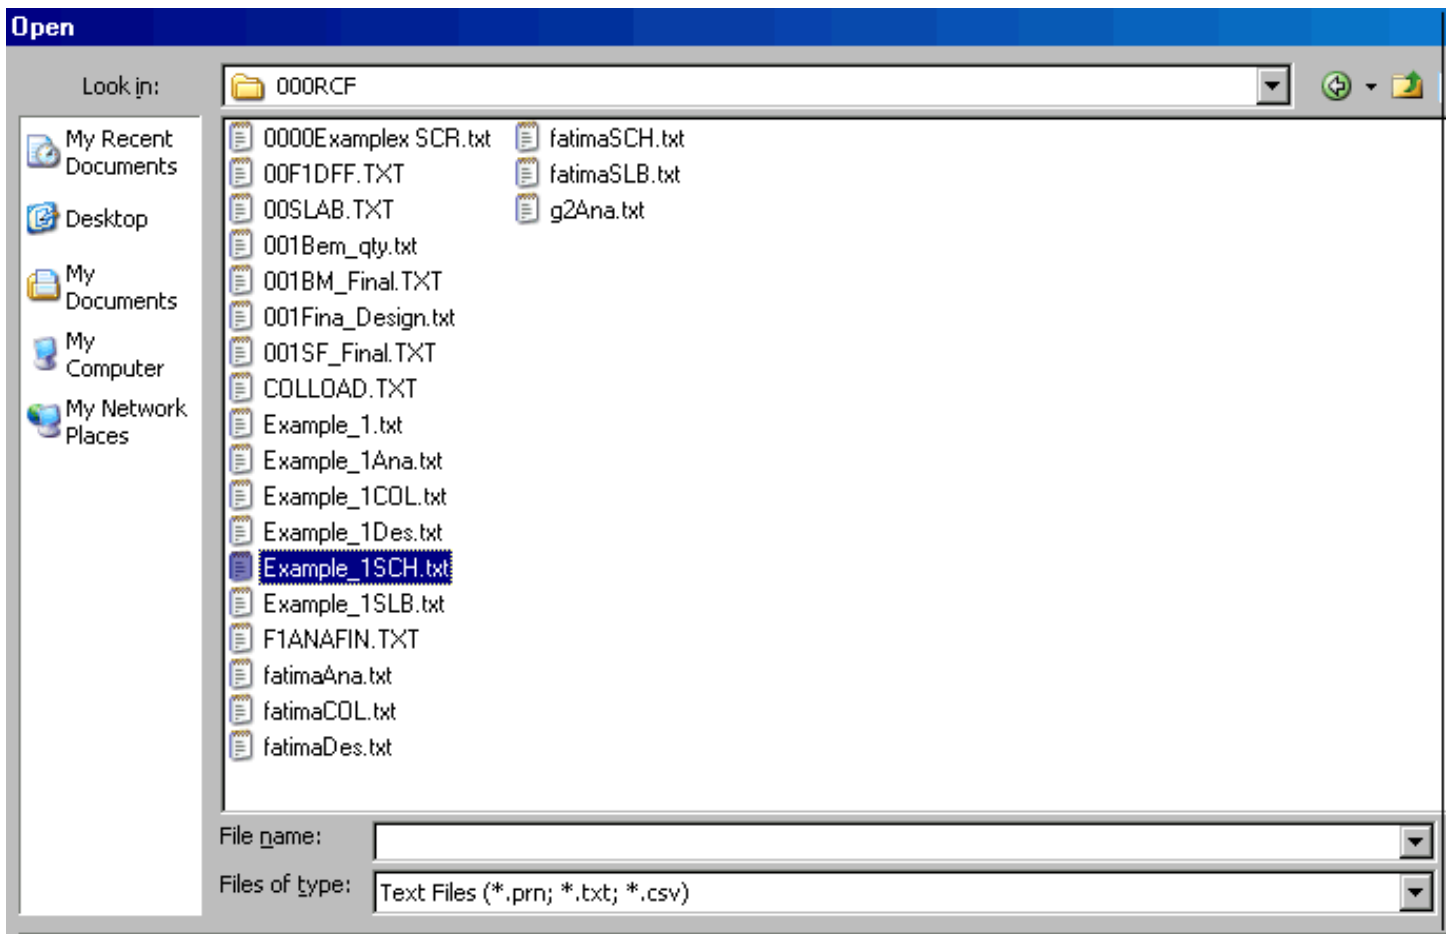 Open
Look in:
000RCF
My Recent
Documents
Desktop
My
Documents
My
Computer
My Network
Places
0000Examplex SCR.txt
00F1DFF.TXT
00SLAB.TXT
001Bem_qty.txt
001BM_Final.TXT
001Fina_Design.txt
001SF_Final.TXT
COLLOAD.TXT
Example_1.txt
Example_1Ana.txt
Example_1COL.txt
Example_1Des.txt
Example_1SCH.txt
Example_1SLB.txt
F1ANAFIN.TXT
fatimaAna.txt
fatimaCOL.txt
fatimaDes.txt
fatimaSCH.txt
fatimaSLB.txt
g2Ana.txt
File name:
Files of type:
Text Files (*.prn; *.txt; *.csv)